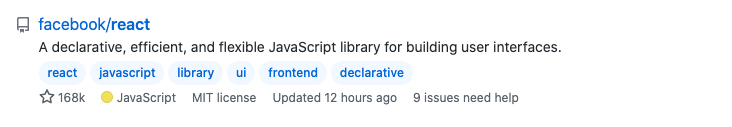 facebook/react
A declarative, efficient, and flexible JavaScript library for building user interfaces.
react javascript library ui frontend declarative
168k JavaScript MIT license Updated 12 hours ago 9 issues need help